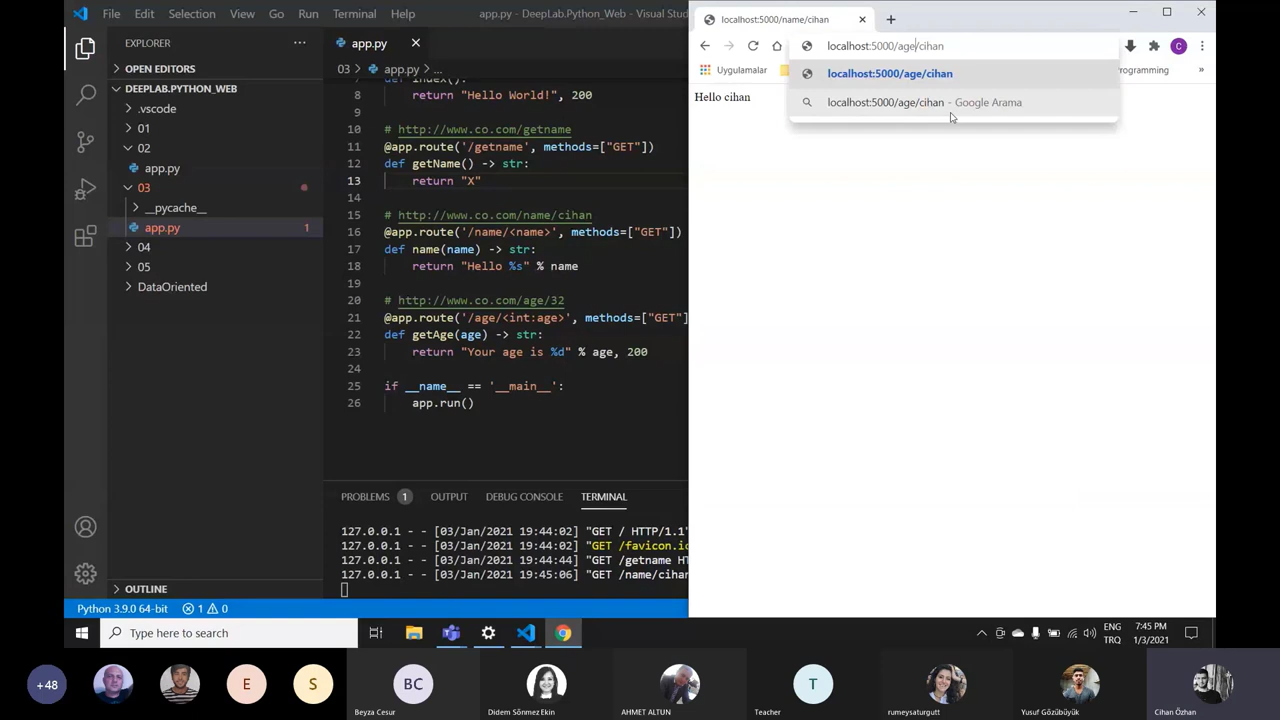 File Edit Selection View Go Run Terminal Help app.py - DeepLab.Python_Web - Visual Stud
EXPLORER ...
OPEN EDITORS
DEEPLAB.PYTHON_WEB
.vscode
01
02
app.py
03
__pycache__
app.py 1
04
05
DataOriented
OUTLINE
app.py
03 > app.py > ...
7 def index():
8 return "Hello World!", 200
9
10 # http://www.co.com/getname
11 @app.route('/getname', methods=["GET"])
12 def getName() -> str:
13 return "X"
14
15 # http://www.co.com/name/cihan
16 @app.route('/name/<name>', methods=["GET"])
17 def name(name) -> str:
18 return "Hello %s" % name
19
20 # http://www.co.com/age/32
21 @app.route('/age/<int:age>', methods=["GET"]
22 def getAge(age) -> str:
23 return "Your age is %d" % age, 200
24
25 if __name__ == '__main__':
26 app.run()
PROBLEMS 1 OUTPUT DEBUG CONSOLE TERMINAL
127.0.0.1 - - [03/Jan/2021 19:44:02] "GET / HTTP/1.1"
127.0.0.1 - - [03/Jan/2021 19:44:02] "GET /favicon.ic
127.0.0.1 - - [03/Jan/2021 19:44:44] "GET /getname HT
127.0.0.1 - - [03/Jan/2021 19:45:06] "GET /name/cihan
Python 3.9.0 64-bit 1 0
localhost:5000/name/cihan
localhost:5000/age/cihan
C
localhost:5000/age/cihan
localhost:5000/age/cihan - Google Arama
Uygulamalar
rogramming »
Hello cihan
Type here to search
ENG
TRQ
7:45 PM
1/3/2021
+48
E
S
BC
T
Beyza Cesur
Didem Sönmez Ekin
AHMET ALTUN
Teacher
rumeysaturgutt
Yusuf Gözübüyük
Cihan Özhan